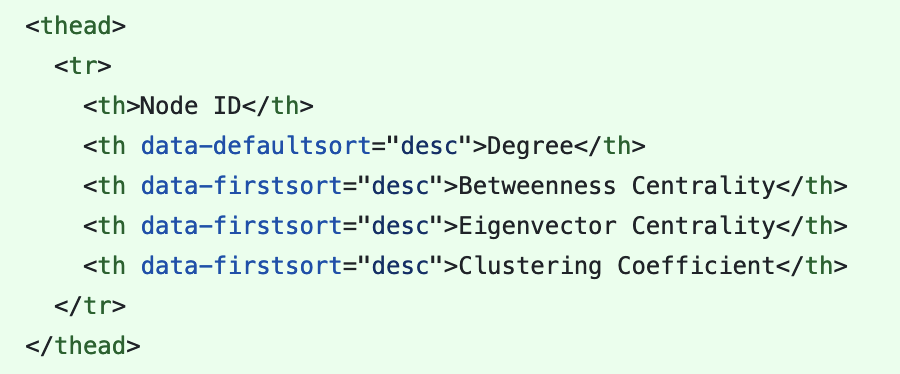 <thead>
  <tr>
    <th>Node ID</th>
    <th data-defaultsort="desc">Degree</th>
    <th data-firstsort="desc">Betweenness Centrality</th>
    <th data-firstsort="desc">Eigenvector Centrality</th>
    <th data-firstsort="desc">Clustering Coefficient</th>
  </tr>
</thead>